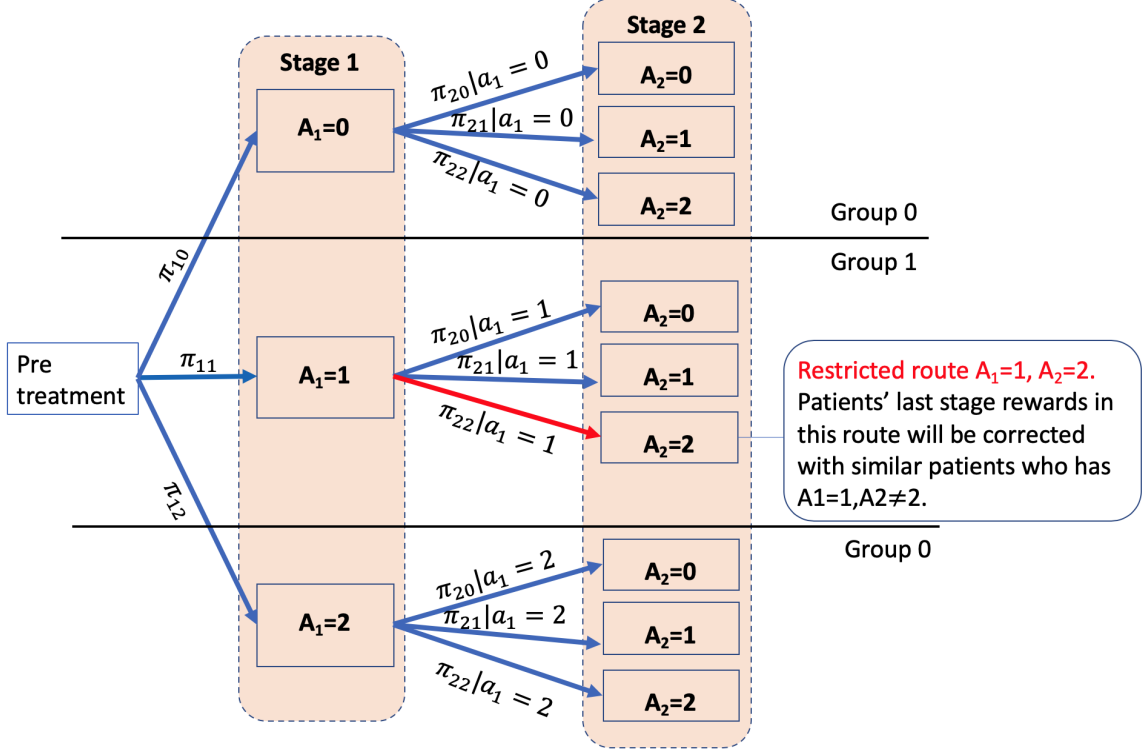 Stage 2
Stage 1
A₁=0
π₂₀|a₁ = 0
π₂₁|a₁ = 0
π₂₂|a₁ = 0
A₂=0
A₂=1
A₂=2
Group 0
π₁₀
Group 1
Pre
treatment
π₁₁
A₁=1
π₂₀|a₁ = 1
π₂₁|a₁ = 1
π₂₂|a₁ = 1
A₂=0
A₂=1
A₂=2
Restricted route A₁=1, A₂=2.
Patients’ last stage rewards in
this route will be corrected
with similar patients who has
A1=1,A2≠2.
π₁₂
Group 0
A₁=2
π₂₀|a₁ = 2
π₂₁|a₁ = 2
π₂₂|a₁ = 2
A₂=0
A₂=1
A₂=2